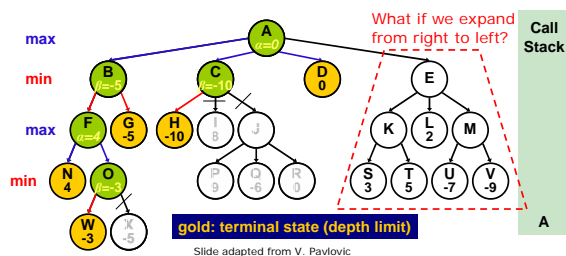 What if we expand
from right to left?
Call
Stack
max
A
α=0
min
B
β=-5
C
β=-10
D
0
E
max
F
α=4
G
-5
H
-10
I
8
J
K
L
2
M
min
N
4
O
β=-3
P
9
Q
-6
R
0
S
3
T
5
U
-7
V
-9
W
-3
X
-5
gold: terminal state (depth limit)
A
Slide adapted from V. Pavlovic